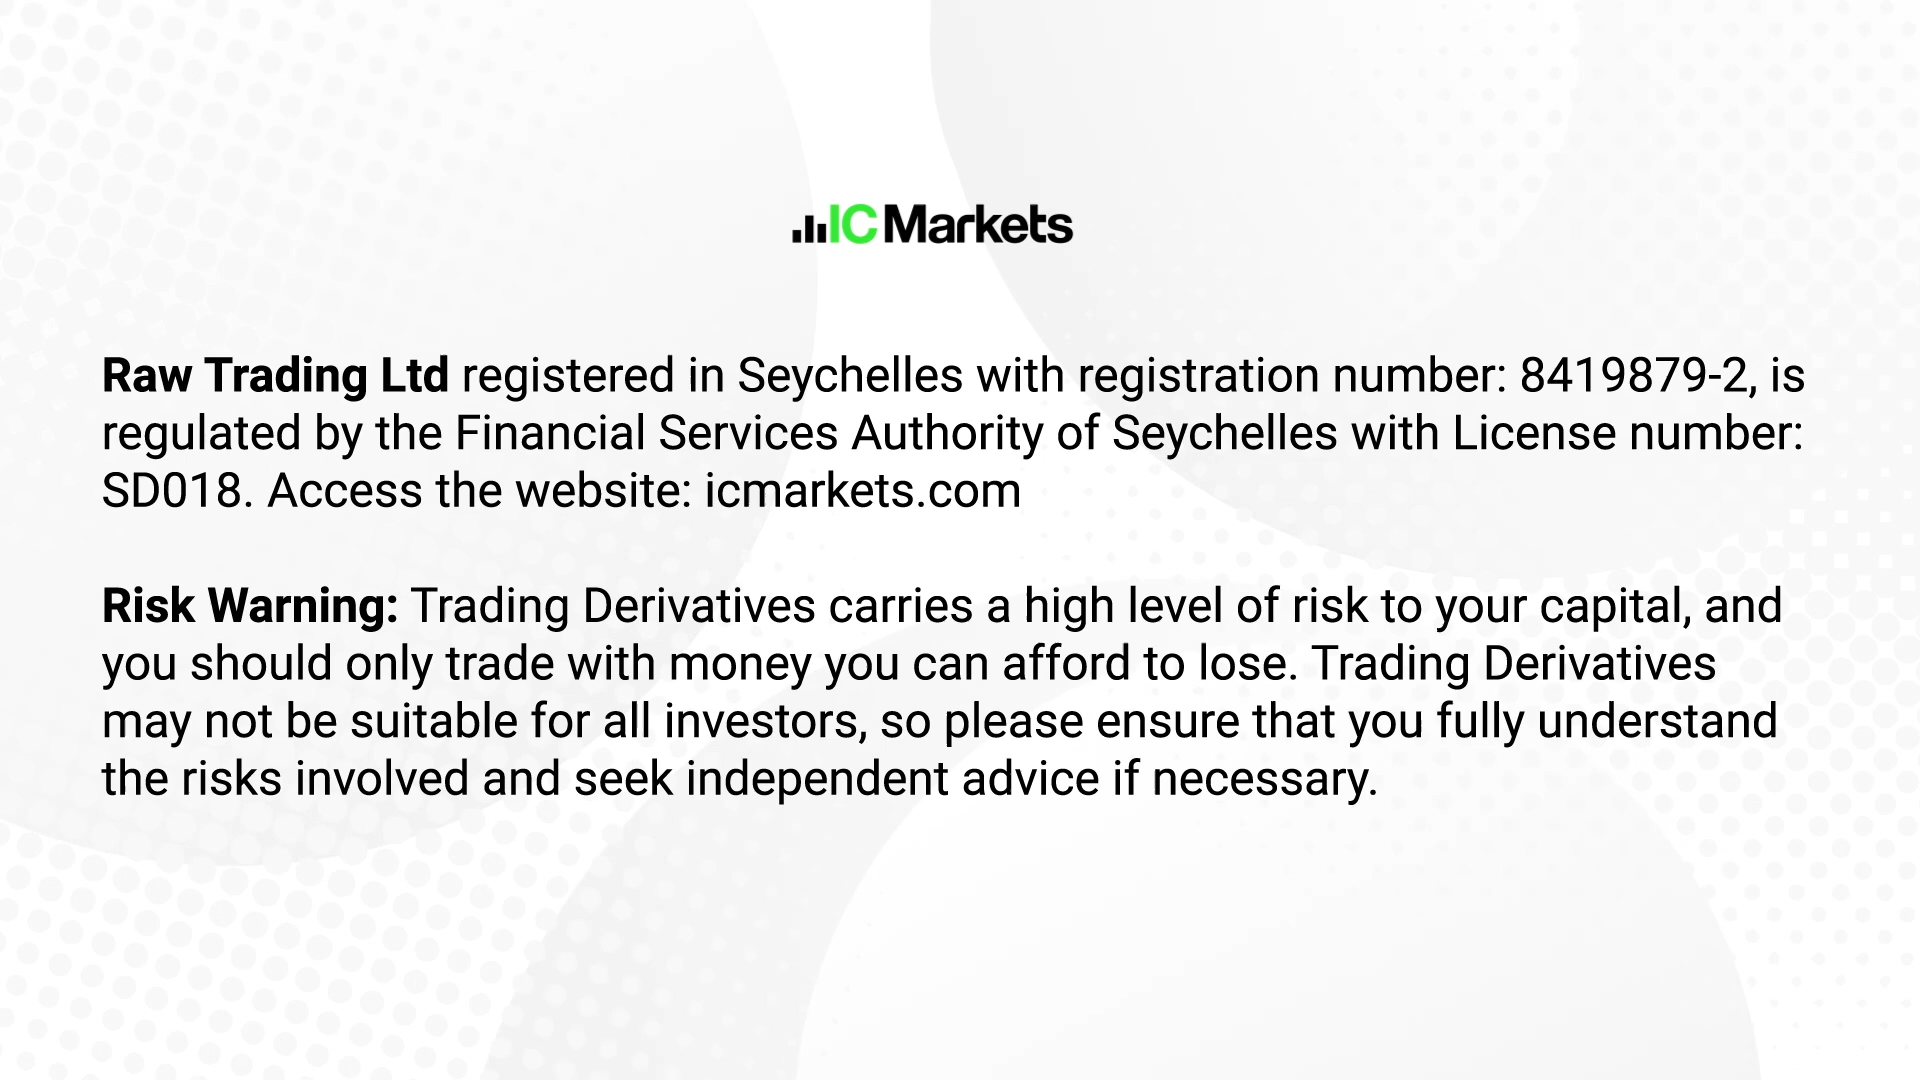 IC Markets
Raw Trading Ltd registered in Seychelles with registration number: 8419879-2, is
regulated by the Financial Services Authority of Seychelles with License number:
SD018. Access the website: icmarkets.com
Risk Warning: Trading Derivatives carries a high level of risk to your capital, and
you should only trade with money you can afford to lose. Trading Derivatives
may not be suitable for all investors, so please ensure that you fully understand
the risks involved and seek independent advice if necessary.